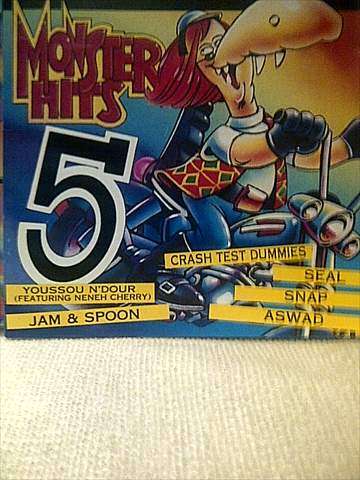 MONSTER
HITS
5
CRASH TEST DUMMIES
SEAL
YOUSSOU N'DOUR
(FEATURING NENEH CHERRY)
SNAP
JAM & SPOON
ASWAD